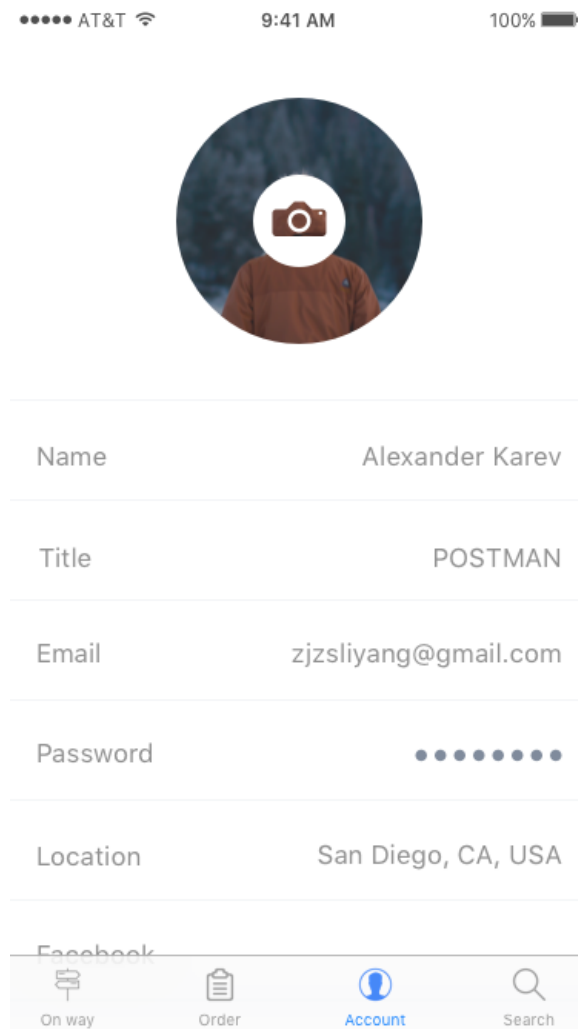 ●●●●● AT&T 9:41 AM 100%
Name Alexander Karev
Title POSTMAN
Email zjzsliyang@gmail.com
Password ●●●●●●●●
Location San Diego, CA, USA
Facebook
On way Order Account Search